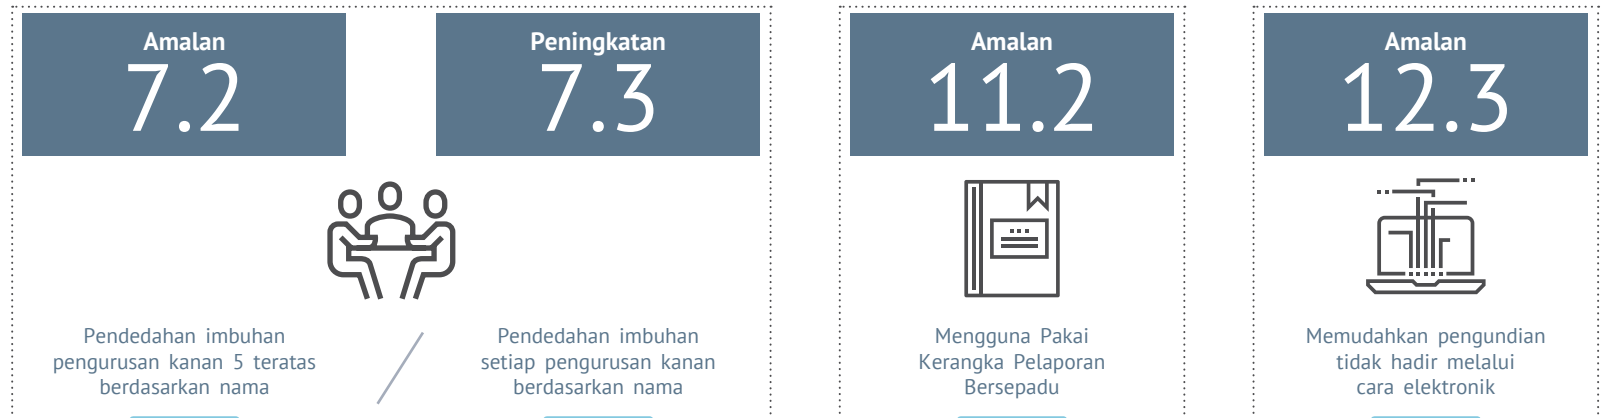 Amalan
7.2
Pendedahan imbuhan
pengurusan kanan 5 teratas
berdasarkan nama
Peningkatan
7.3
Pendedahan imbuhan
setiap pengurusan kanan
berdasarkan nama
Amalan
11.2
Mengguna Pakai
Kerangka Pelaporan
Bersepadu
Amalan
12.3
Memudahkan pengundian
tidak hadir melalui
cara elektronik